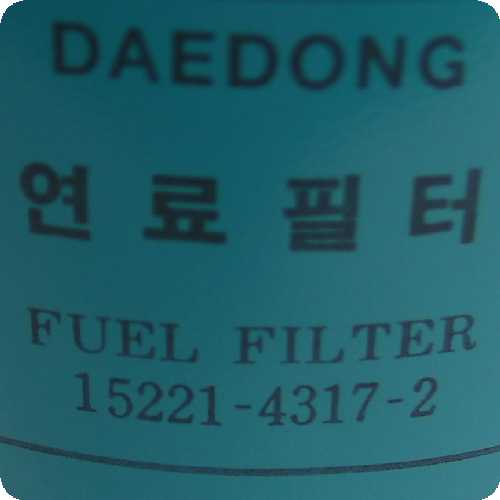 DAEDONG
연료필터
FUEL FILTER
15221-4317-2